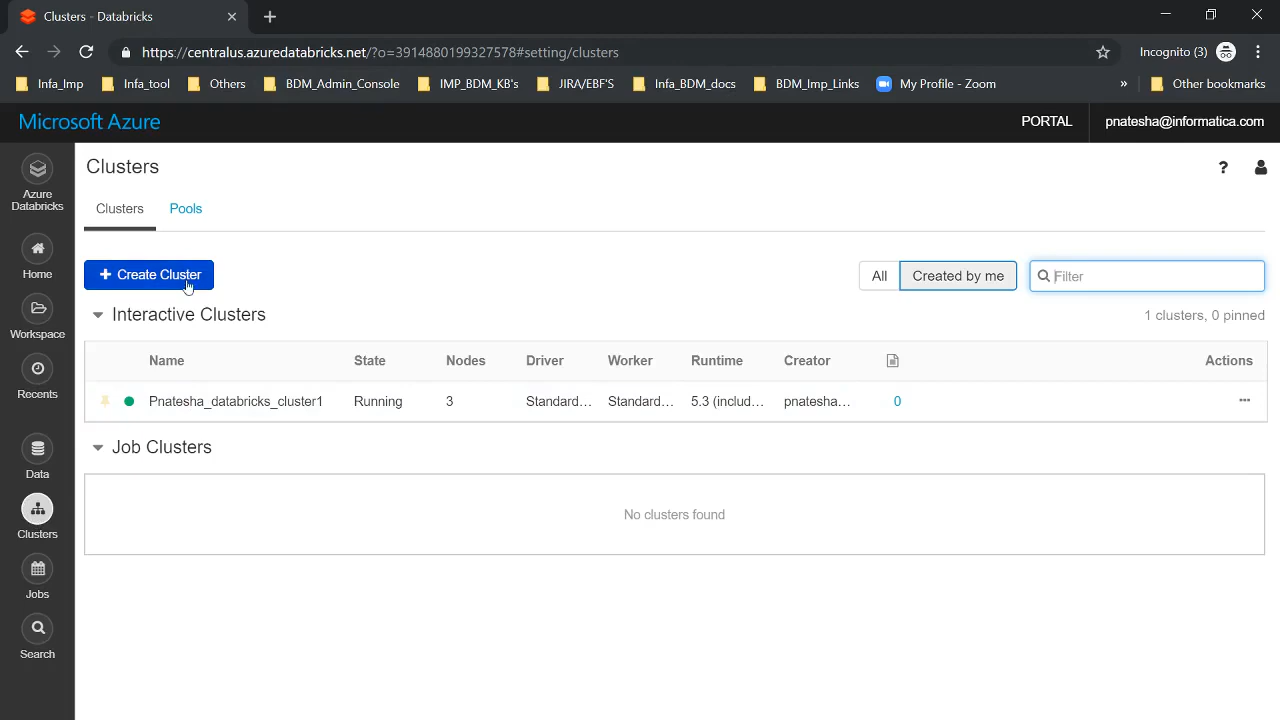 Clusters - Databricks
https://centralus.azuredatabricks.net/?o=3914880199327578#setting/clusters
Incognito (3)
Infa_Imp Infa_tool Others BDM_Admin_Console IMP_BDM_KB's JIRA/EBF'S Infa_BDM_docs BDM_Imp_Links My Profile - Zoom » Other bookmarks
Microsoft Azure
PORTAL
pnatesha@informatica.com
Azure
Databricks
Home
Workspace
Recents
Data
Clusters
Jobs
Search
Clusters
?
Clusters Pools
+ Create Cluster
All Created by me Filter
Interactive Clusters
1 clusters, 0 pinned
Name State Nodes Driver Worker Runtime Creator Actions
Pnatesha_databricks_cluster1 Running 3 Standard... Standard... 5.3 (includ... pnatesha... 0
Job Clusters
No clusters found